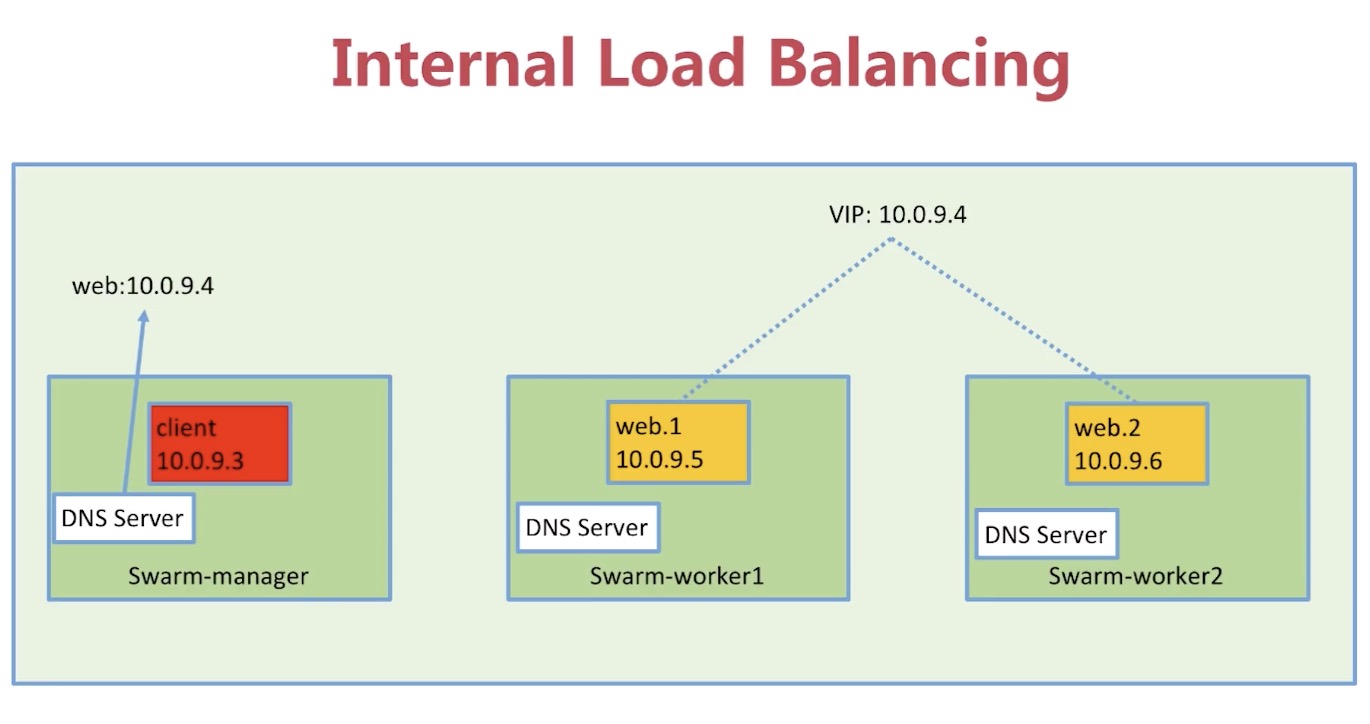 Internal Load Balancing
VIP: 10.0.9.4
web:10.0.9.4
client
10.0.9.3
DNS Server
Swarm-manager
web.1
10.0.9.5
DNS Server
Swarm-worker1
web.2
10.0.9.6
DNS Server
Swarm-worker2